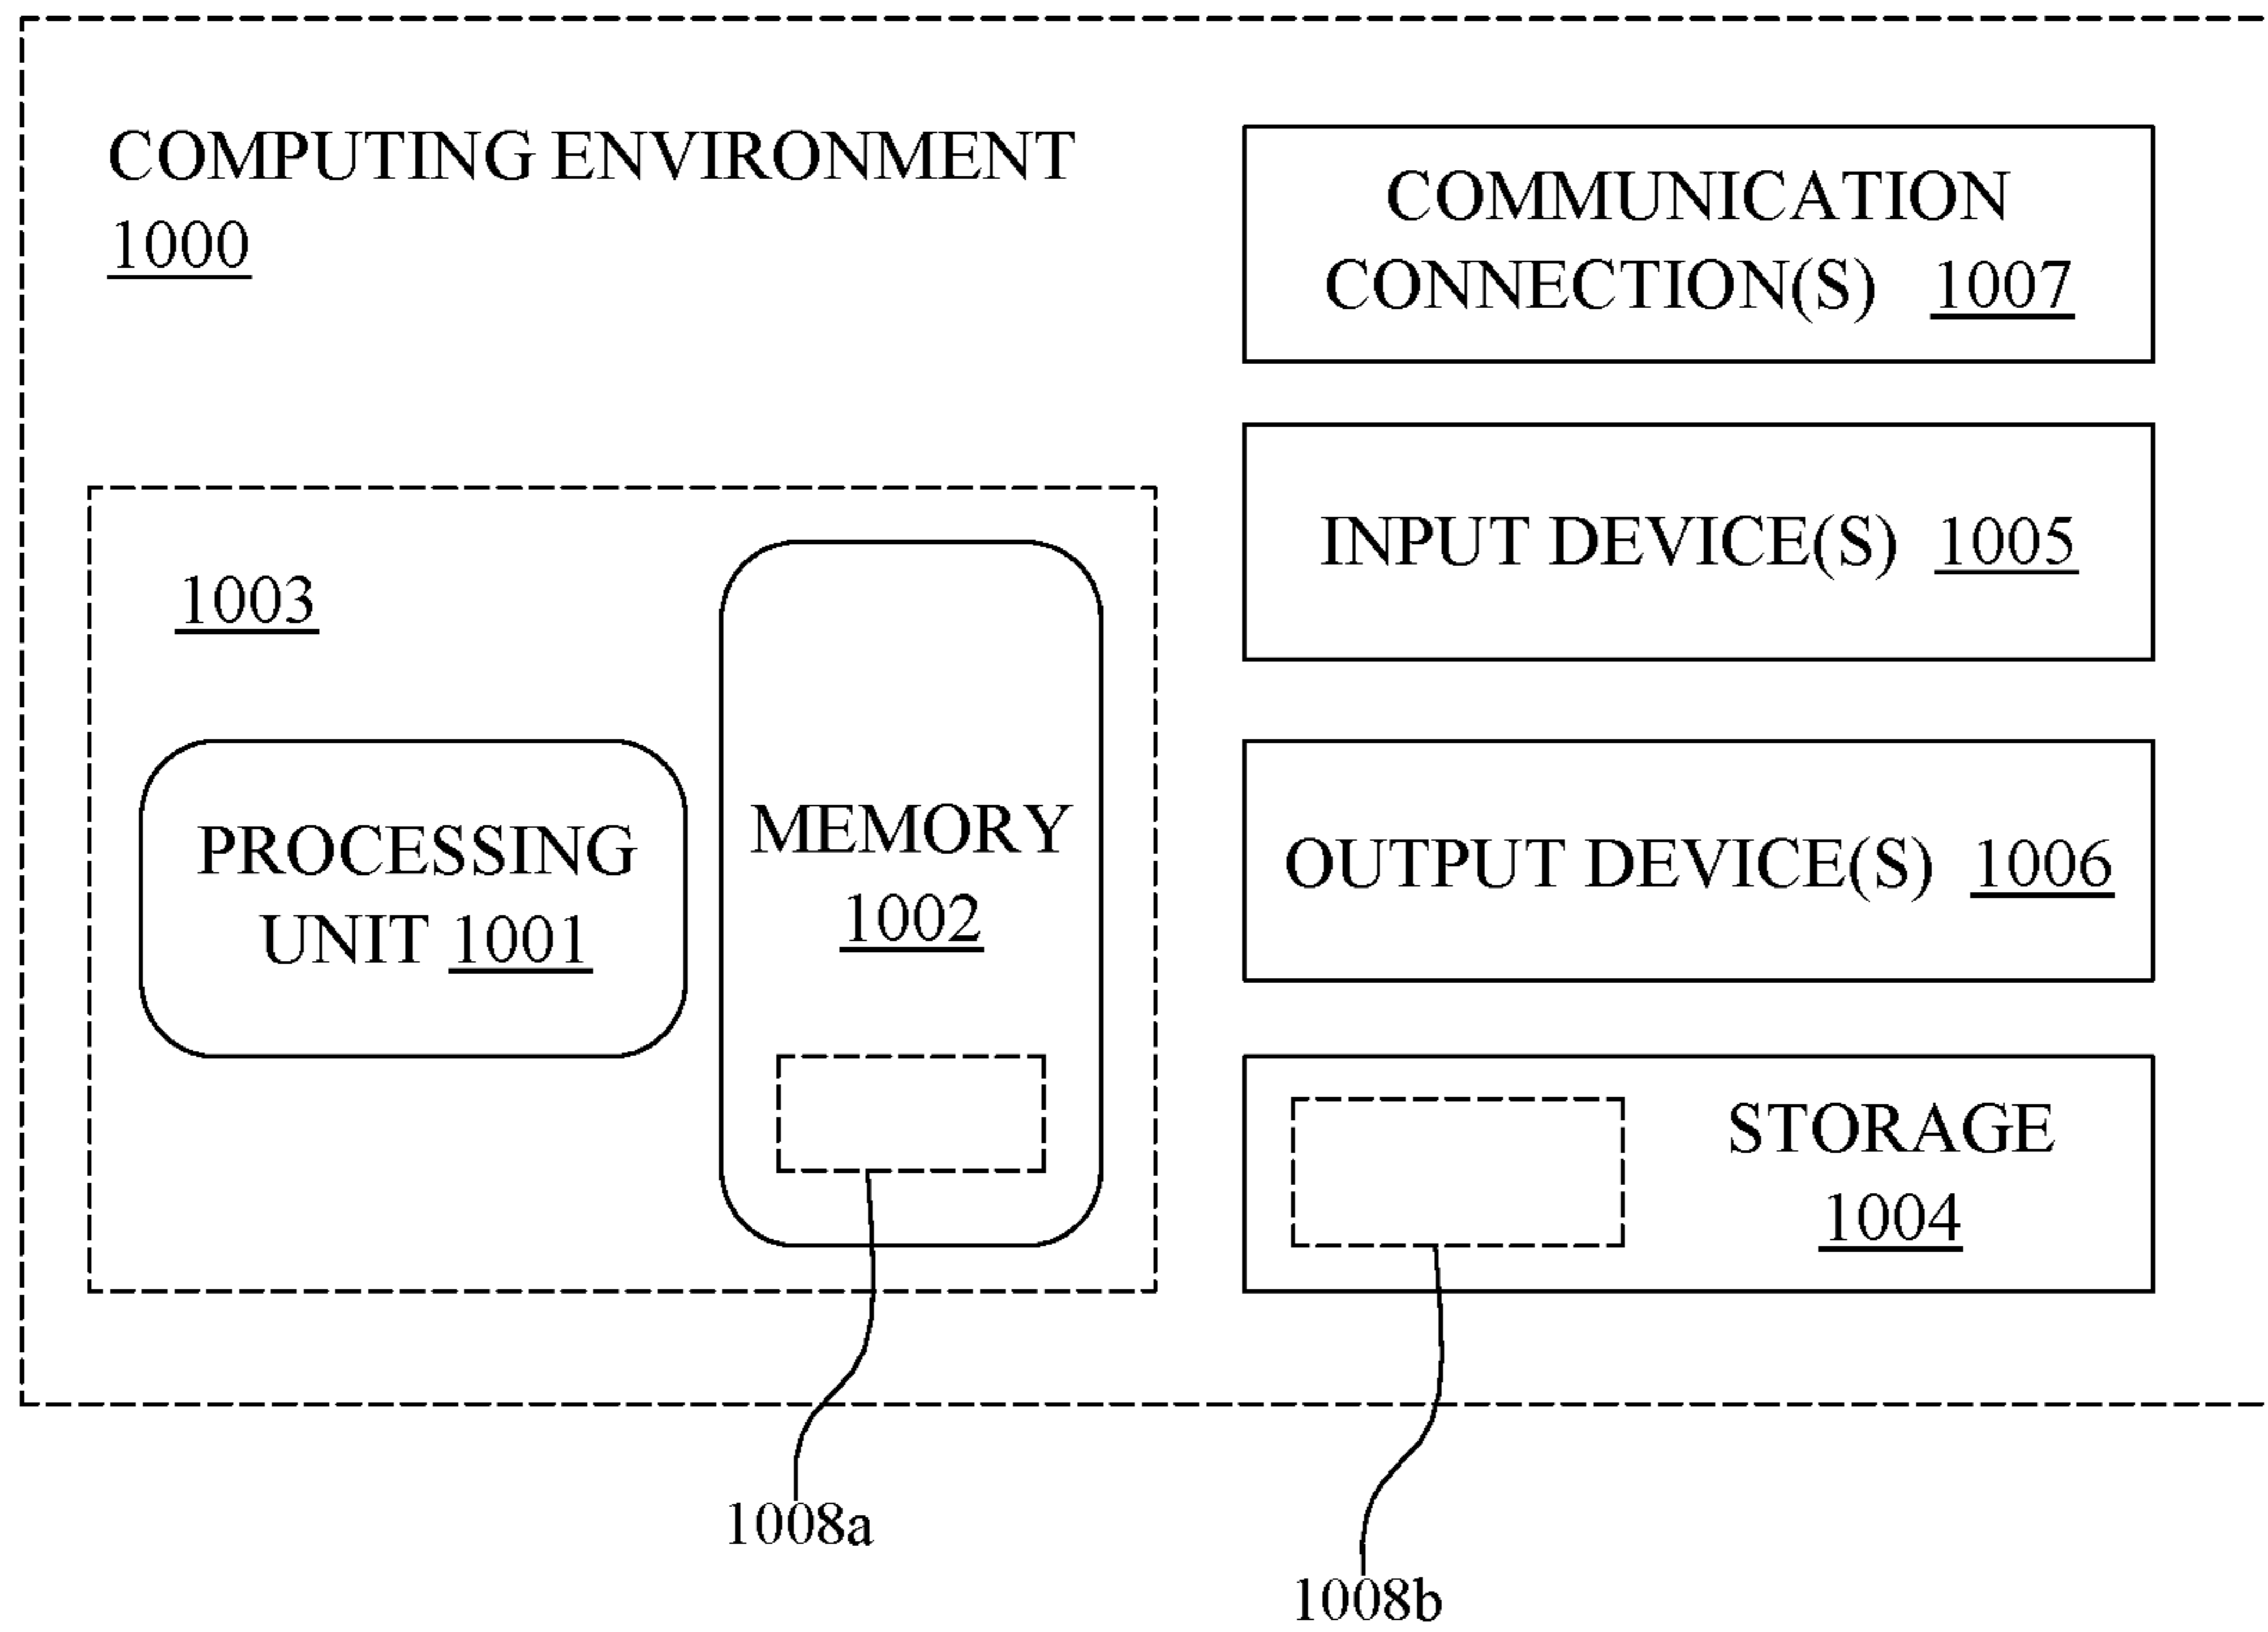 COMPUTING ENVIRONMENT
1000
COMMUNICATION
CONNECTION(S) 1007
INPUT DEVICE(S) 1005
1003
PROCESSING
UNIT 1001
MEMORY
1002
OUTPUT DEVICE(S) 1006
STORAGE
1004
1008a
1008b